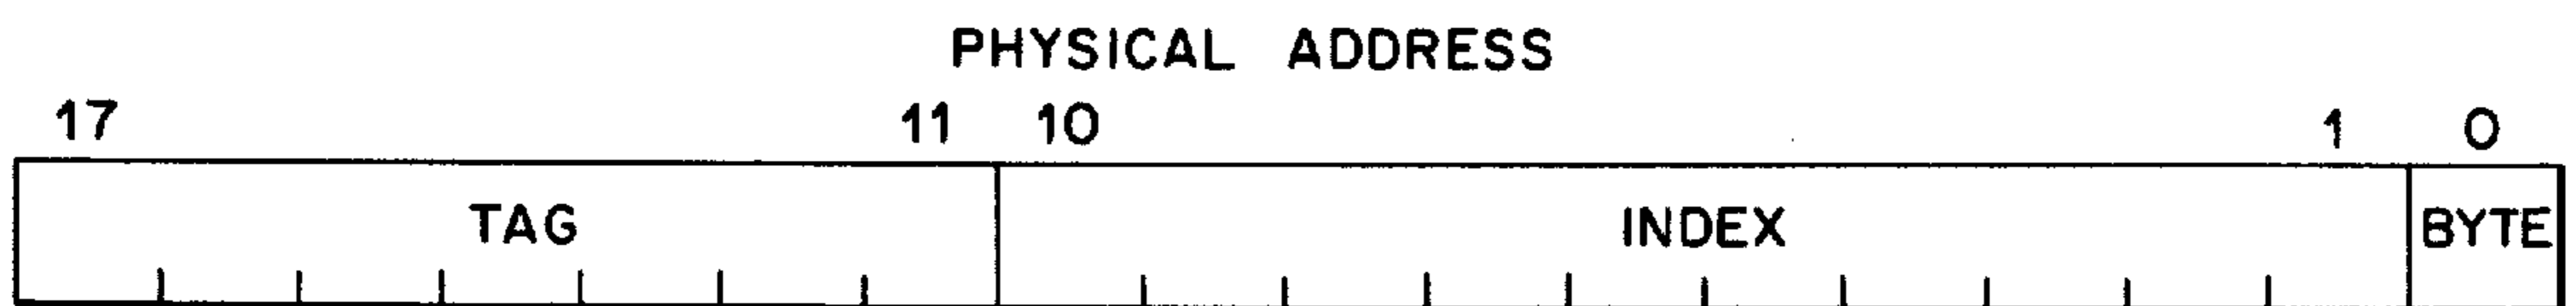 PHYSICAL ADDRESS
17 11 10 1 0
TAG INDEX BYTE